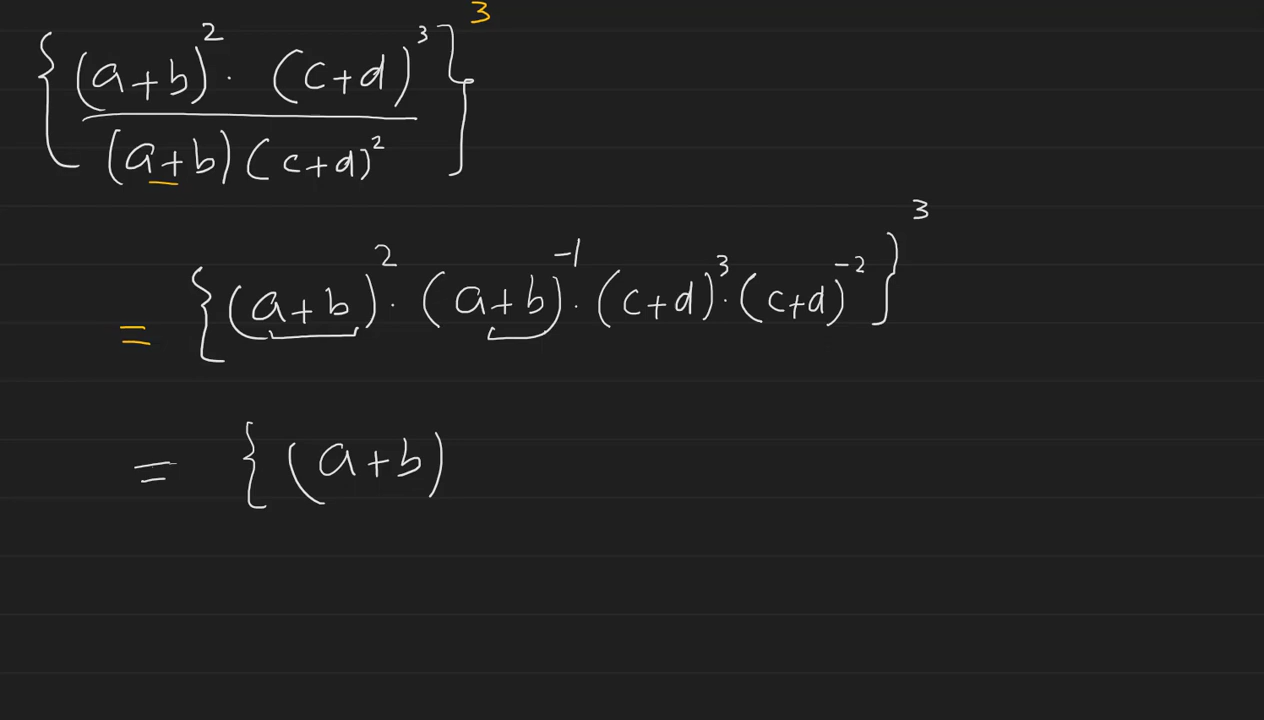 {(a+b)²· (c+d)³}³
(a+b)(c+d)²
= {(a+b)²·(a+b)⁻¹·(c+d)³·(c+d)⁻²}³
= {(a+b)